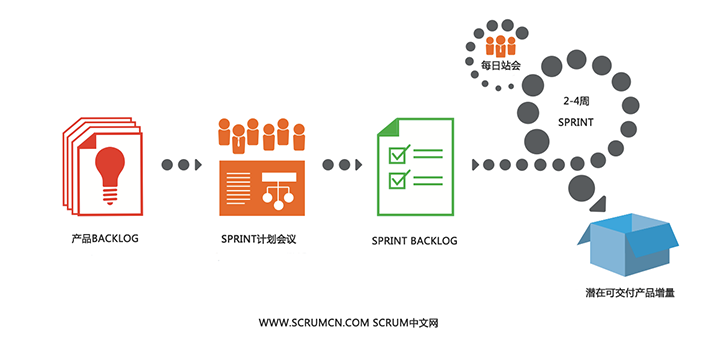 每日站会
2-4周
SPRINT
产品BACKLOG
SPRINT计划会议
SPRINT BACKLOG
潜在可交付产品增量
WWW.SCRUMCN.COM SCRUM中文网